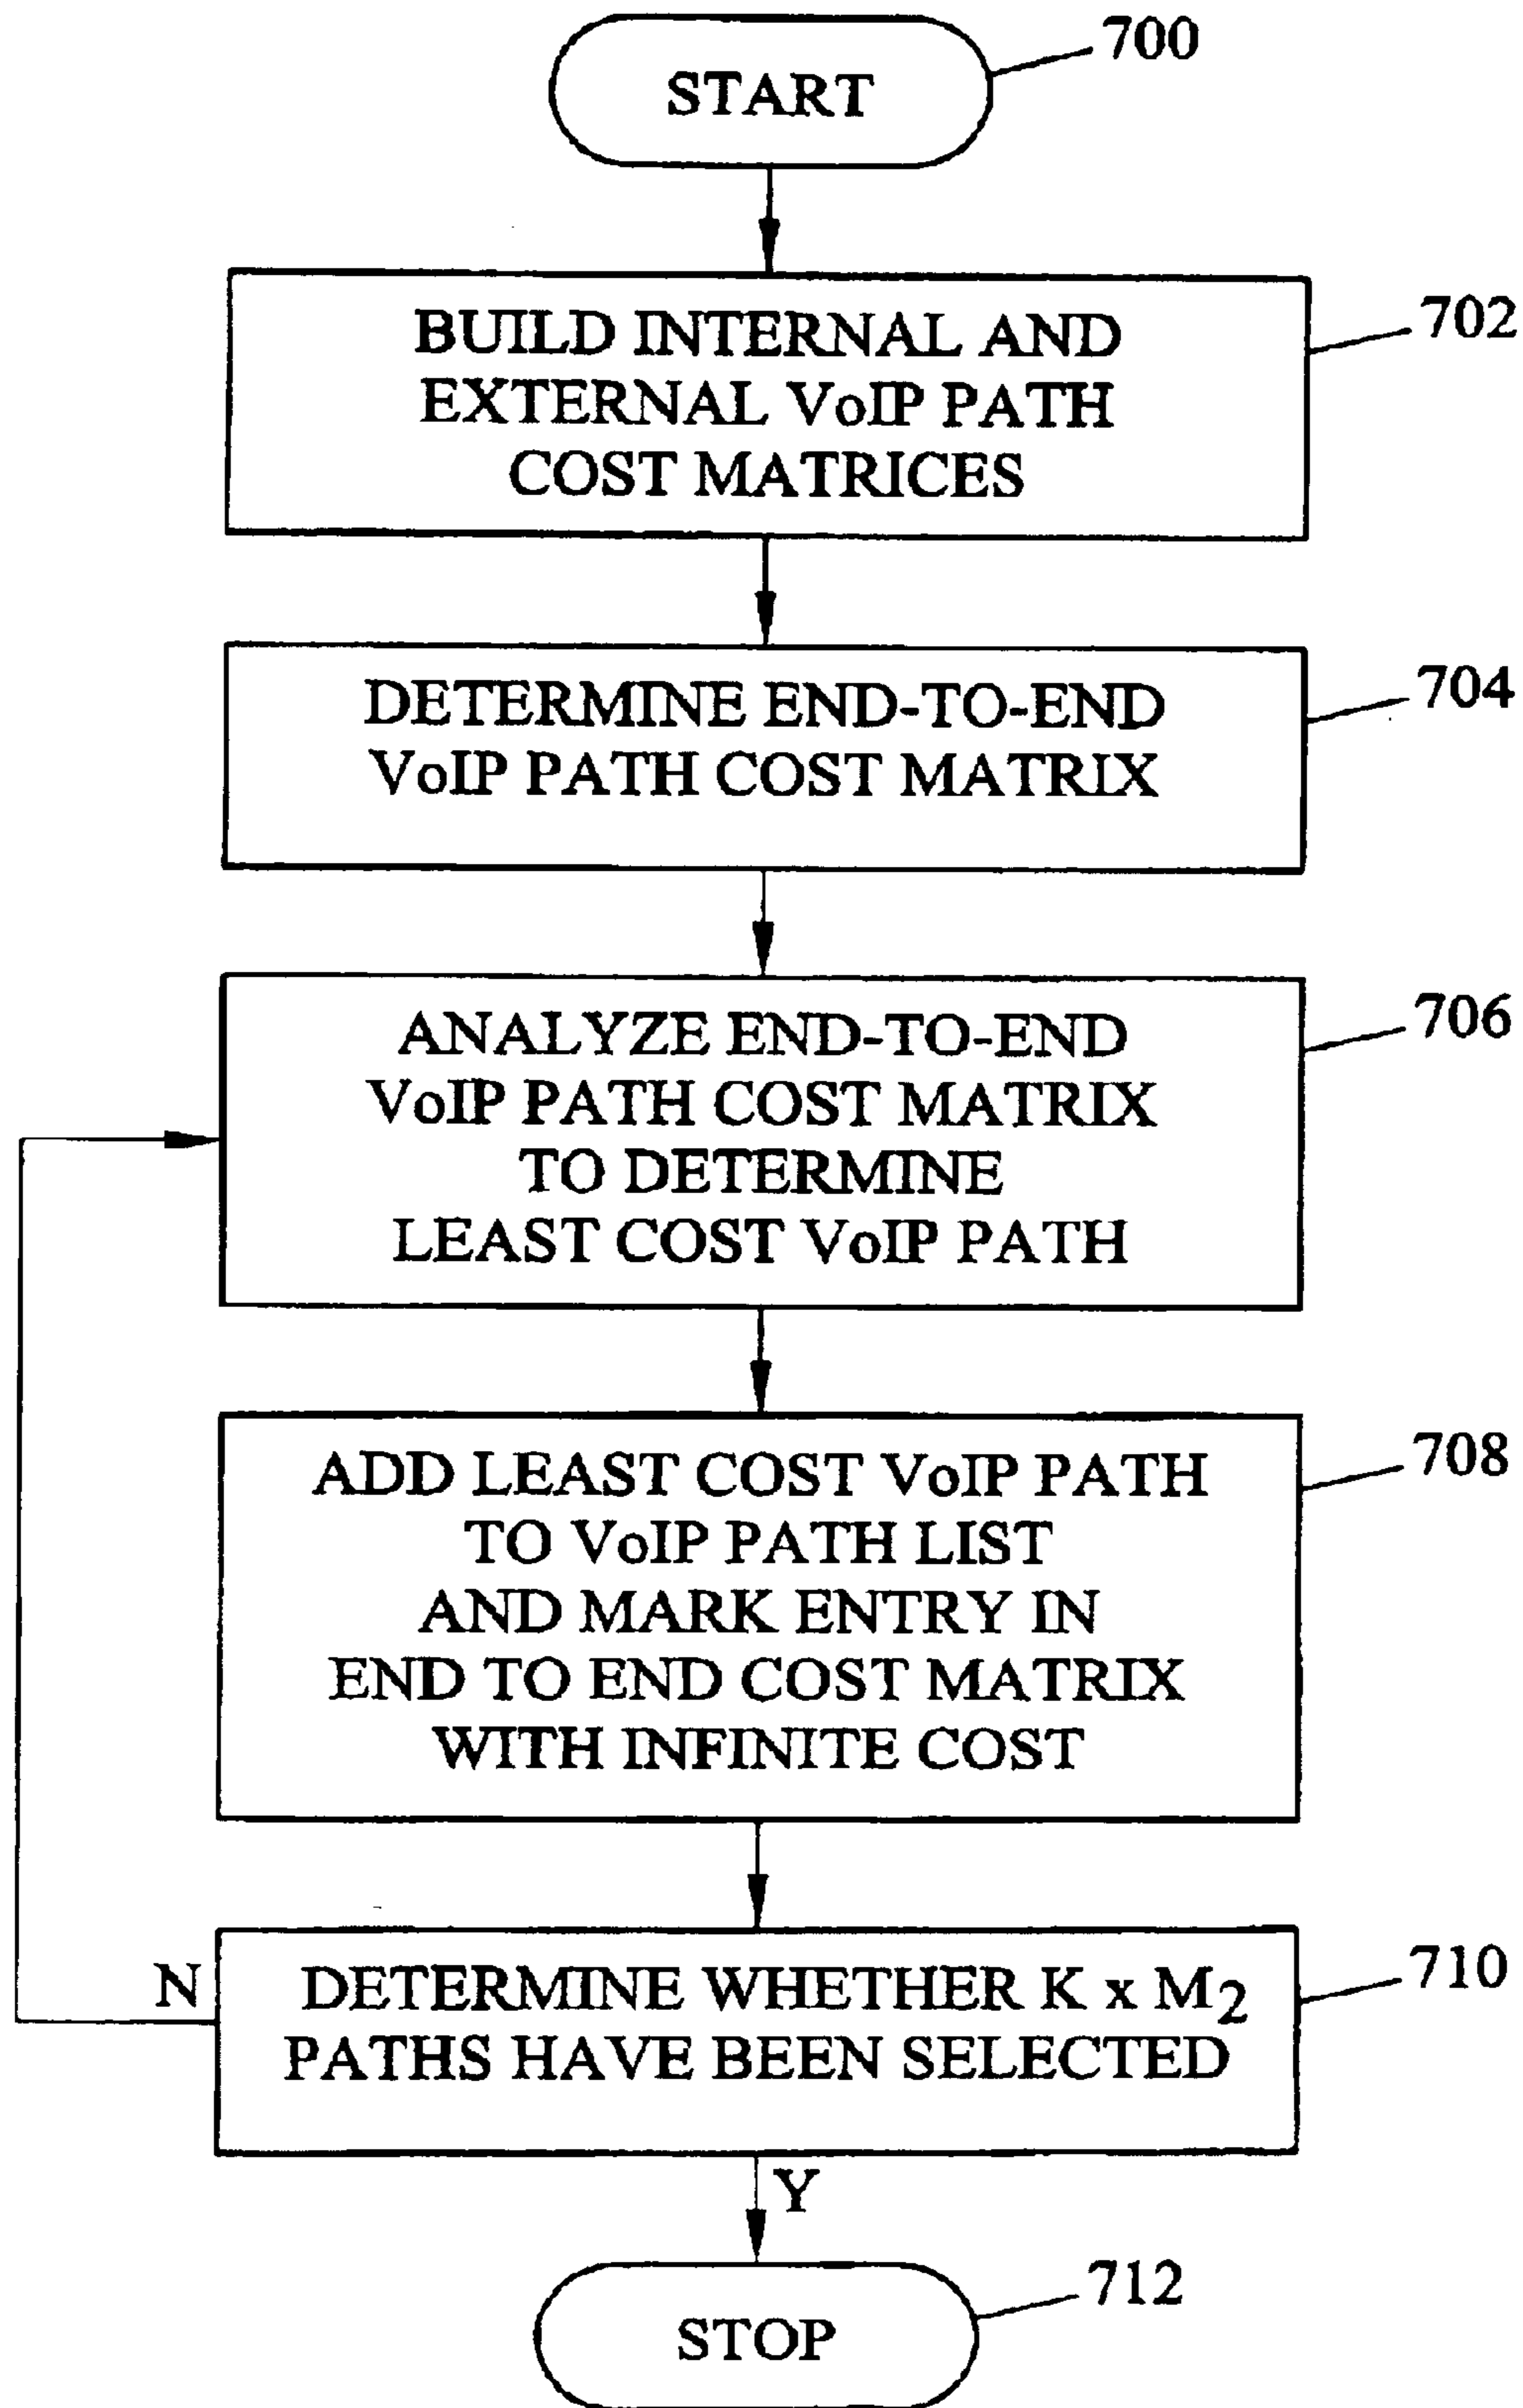 700
START
702
BUILD INTERNAL AND
EXTERNAL VoIP PATH
COST MATRICES
704
DETERMINE END-TO-END
VoIP PATH COST MATRIX
706
ANALYZE END-TO-END
VoIP PATH COST MATRIX
TO DETERMINE
LEAST COST VoIP PATH
708
ADD LEAST COST VoIP PATH
TO VoIP PATH LIST
AND MARK ENTRY IN
END TO END COST MATRIX
WITH INFINITE COST
710
N
DETERMINE WHETHER K x M2
PATHS HAVE BEEN SELECTED
Y
712
STOP